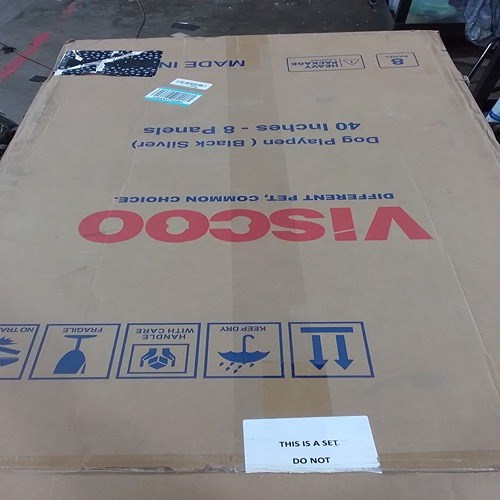 THIS IS A SET
DO NOT
KEEP DRY
HANDLE
WITH CARE
FRAGILE
VISCOO
DIFFERENT PET, COMMON CHOICE.
Dog Playpen ( Black Silver)
40 Inches - 8 Panels
8
HEAVY
PACKAGE
MADE IN